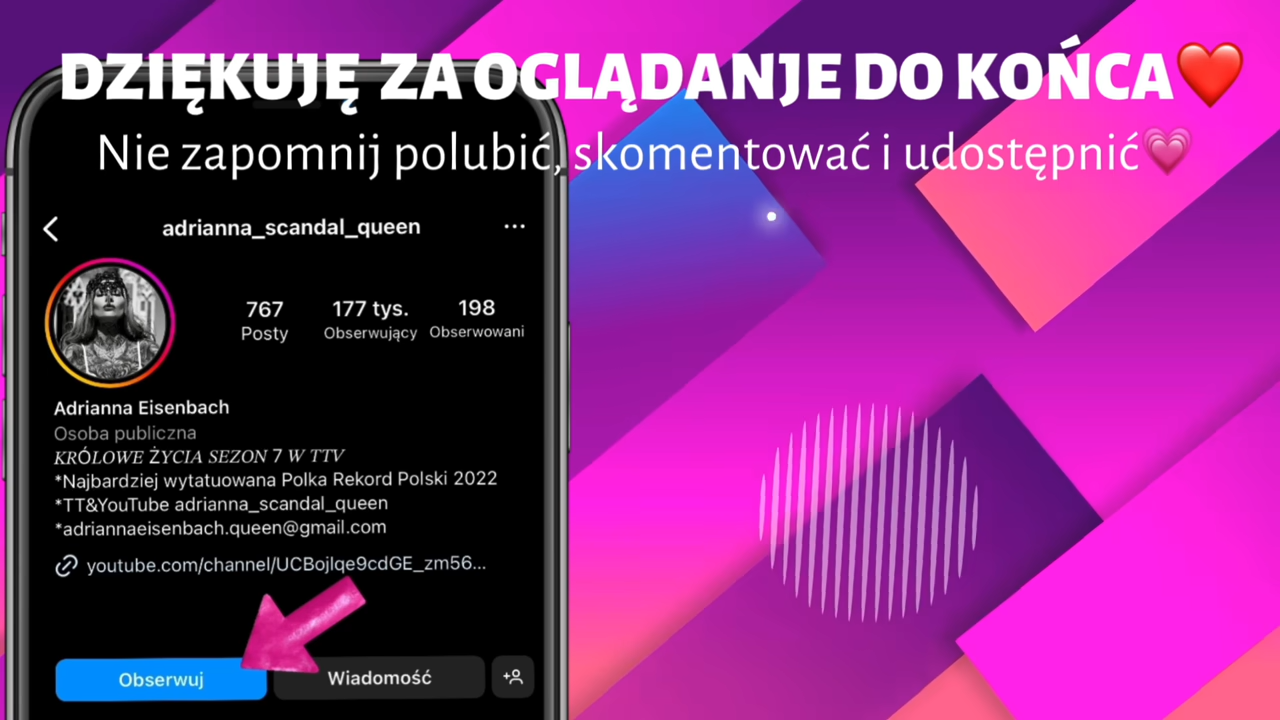 DZIĘKUJĘ ZA OGLĄDANJE DO KOŃCA❤️
Nie zapomnij polubić, skomentować i udostępnić💗
adrianna_scandal_queen
767 177 tys. 198
Posty Obserwujący Obserwowani
Adrianna Eisenbach
Osoba publiczna
KRÓLOWE ŻYCIA SEZON 7 W TTV
*Najbardziej wytatuowana Polka Rekord Polski 2022
*TT&YouTube adrianna_scandal_queen
*adriannaeisenbach.queen@gmail.com
youtube.com/channel/UCBojlqe9cdGE_zm56...
Obserwuj Wiadomość